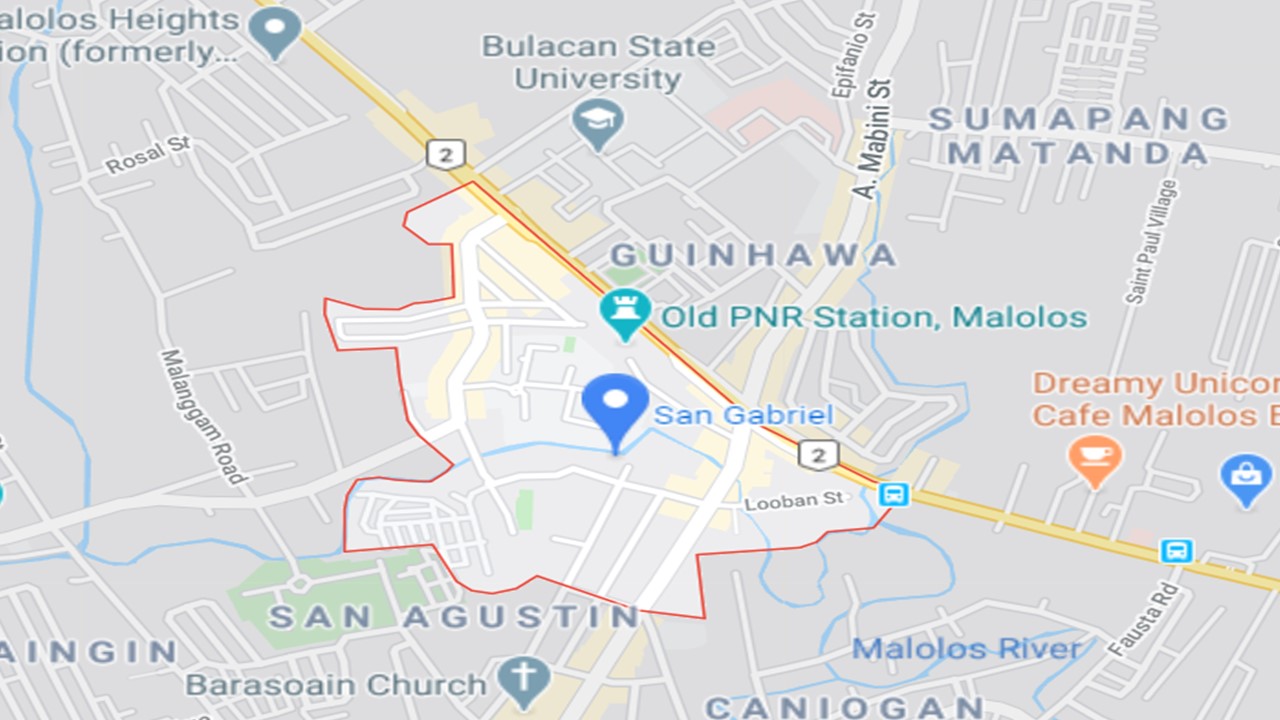 alolos Heights
ion (formerly...
Bulacan State
University
Epifanio St
A. Mabini St
SUMAPANG
MATANDA
Rosal St
2
Saint Paul Village
GUINHAWA
Old PNR Station, Malolos
Malanggam Road
Dreamy Unicor
Cafe Malolos B
San Gabriel
2
Looban St
SAN AGUSTIN
Fausta Rd
AINGIN
Malolos River
Barasoain Church
CANIOGAN